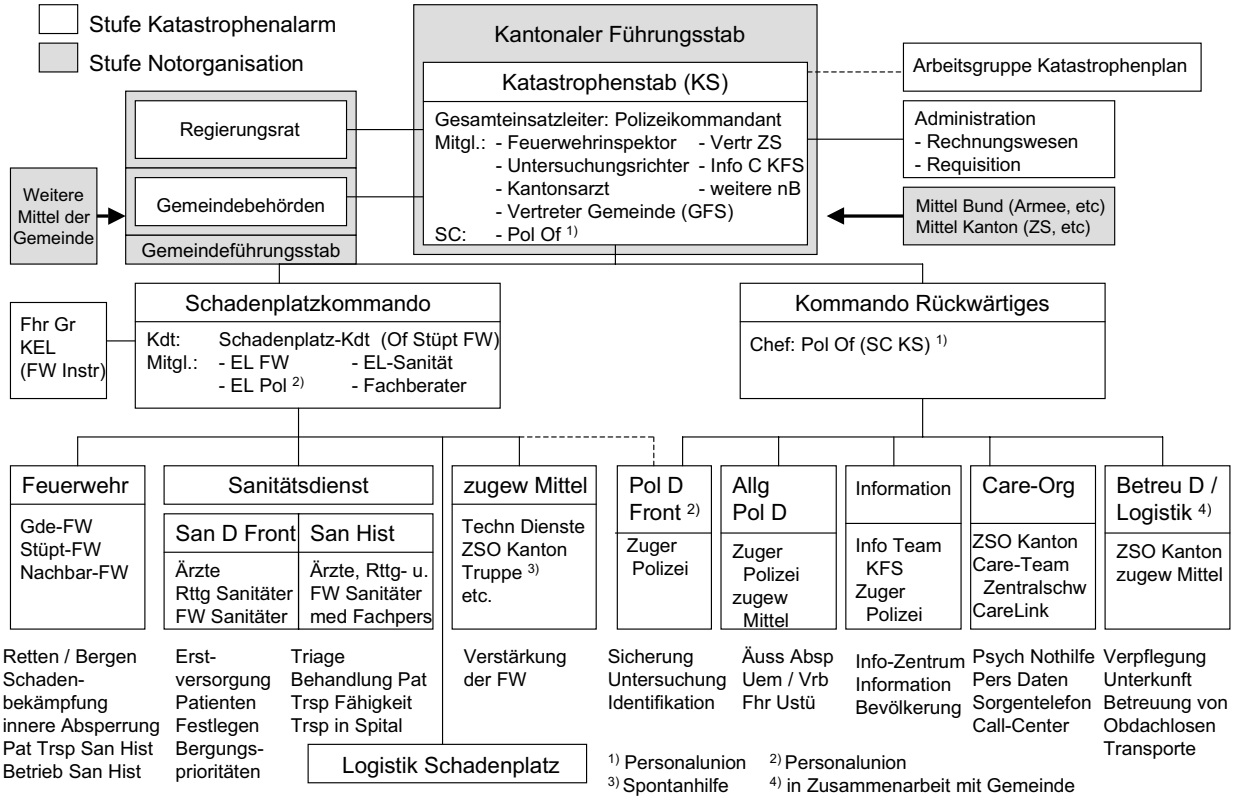 Stufe Katastrophenalarm
Stufe Notorganisation
Kantonaler Führungsstab
Katastrophenstab (KS)
Gesamteinsatzleiter: Polizeikommandant
Mitgl.: - Feuerwehrinspektor - Vertr ZS
- Untersuchungsrichter - Info C KFS
- Kantonsarzt - weitere nB
- Vertreter Gemeinde (GFS)
SC: - Pol Of 1)
Arbeitsgruppe Katastrophenplan
Administration
- Rechnungswesen
- Requisition
Mittel Bund (Armee, etc)
Mittel Kanton (ZS, etc)
Regierungsrat
Gemeindebehörden
Gemeindeführungsstab
Weitere
Mittel der
Gemeinde
Schadenplatzkommando
Kdt: Schadenplatz-Kdt (Of Stüpt FW)
Mitgl.: - EL FW - EL-Sanität
- EL Pol 2) - Fachberater
Fhr Gr
KEL
(FW Instr)
Kommando Rückwärtiges
Chef: Pol Of (SC KS) 1)
Feuerwehr
Gde-FW
Stüpt-FW
Nachbar-FW
Retten / Bergen
Schaden-
bekämpfung
innere Absperrung
Pat Trsp San Hist
Betrieb San Hist
Sanitätsdienst
San D Front
Ärzte
Rttg Sanitäter
FW Sanitäter
Erst-
versorgung
Patienten
Festlegen
Bergungs-
prioritäten
San Hist
Ärzte, Rttg- u.
FW Sanitäter
med Fachpers
Triage
Behandlung Pat
Trsp Fähigkeit
Trsp in Spital
Logistik Schadenplatz
zugew Mittel
Techn Dienste
ZSO Kanton
Truppe 3)
etc.
Verstärkung
der FW
Pol D
Front 2)
Zuger
Polizei
Sicherung
Untersuchung
Identifikation
Allg
Pol D
Zuger
Polizei
zugew
Mittel
Äuss Absp
Uem / Vrb
Fhr Ustü
Information
Info Team
KFS
Zuger
Polizei
Info-Zentrum
Information
Bevölkerung
Care-Org
ZSO Kanton
Care-Team
Zentralschw
CareLink
Psych Nothilfe
Pers Daten
Sorgentelefon
Call-Center
Betreu D /
Logistik 4)
ZSO Kanton
zugew Mittel
Verpflegung
Unterkunft
Betreuung von
Obdachlosen
Transporte
1) Personalunion 2) Personalunion
3) Spontanhilfe 4) in Zusammenarbeit mit Gemeinde